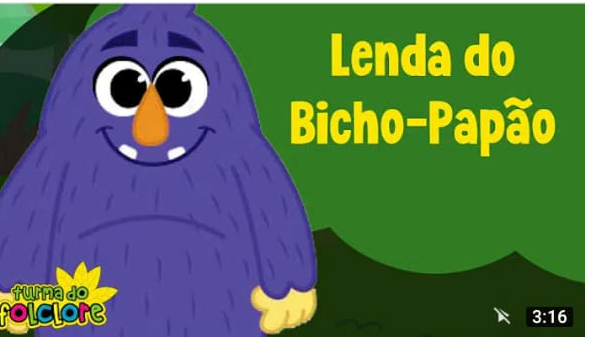 Lenda do
Bicho-Papão
turma do
folclore
3:16